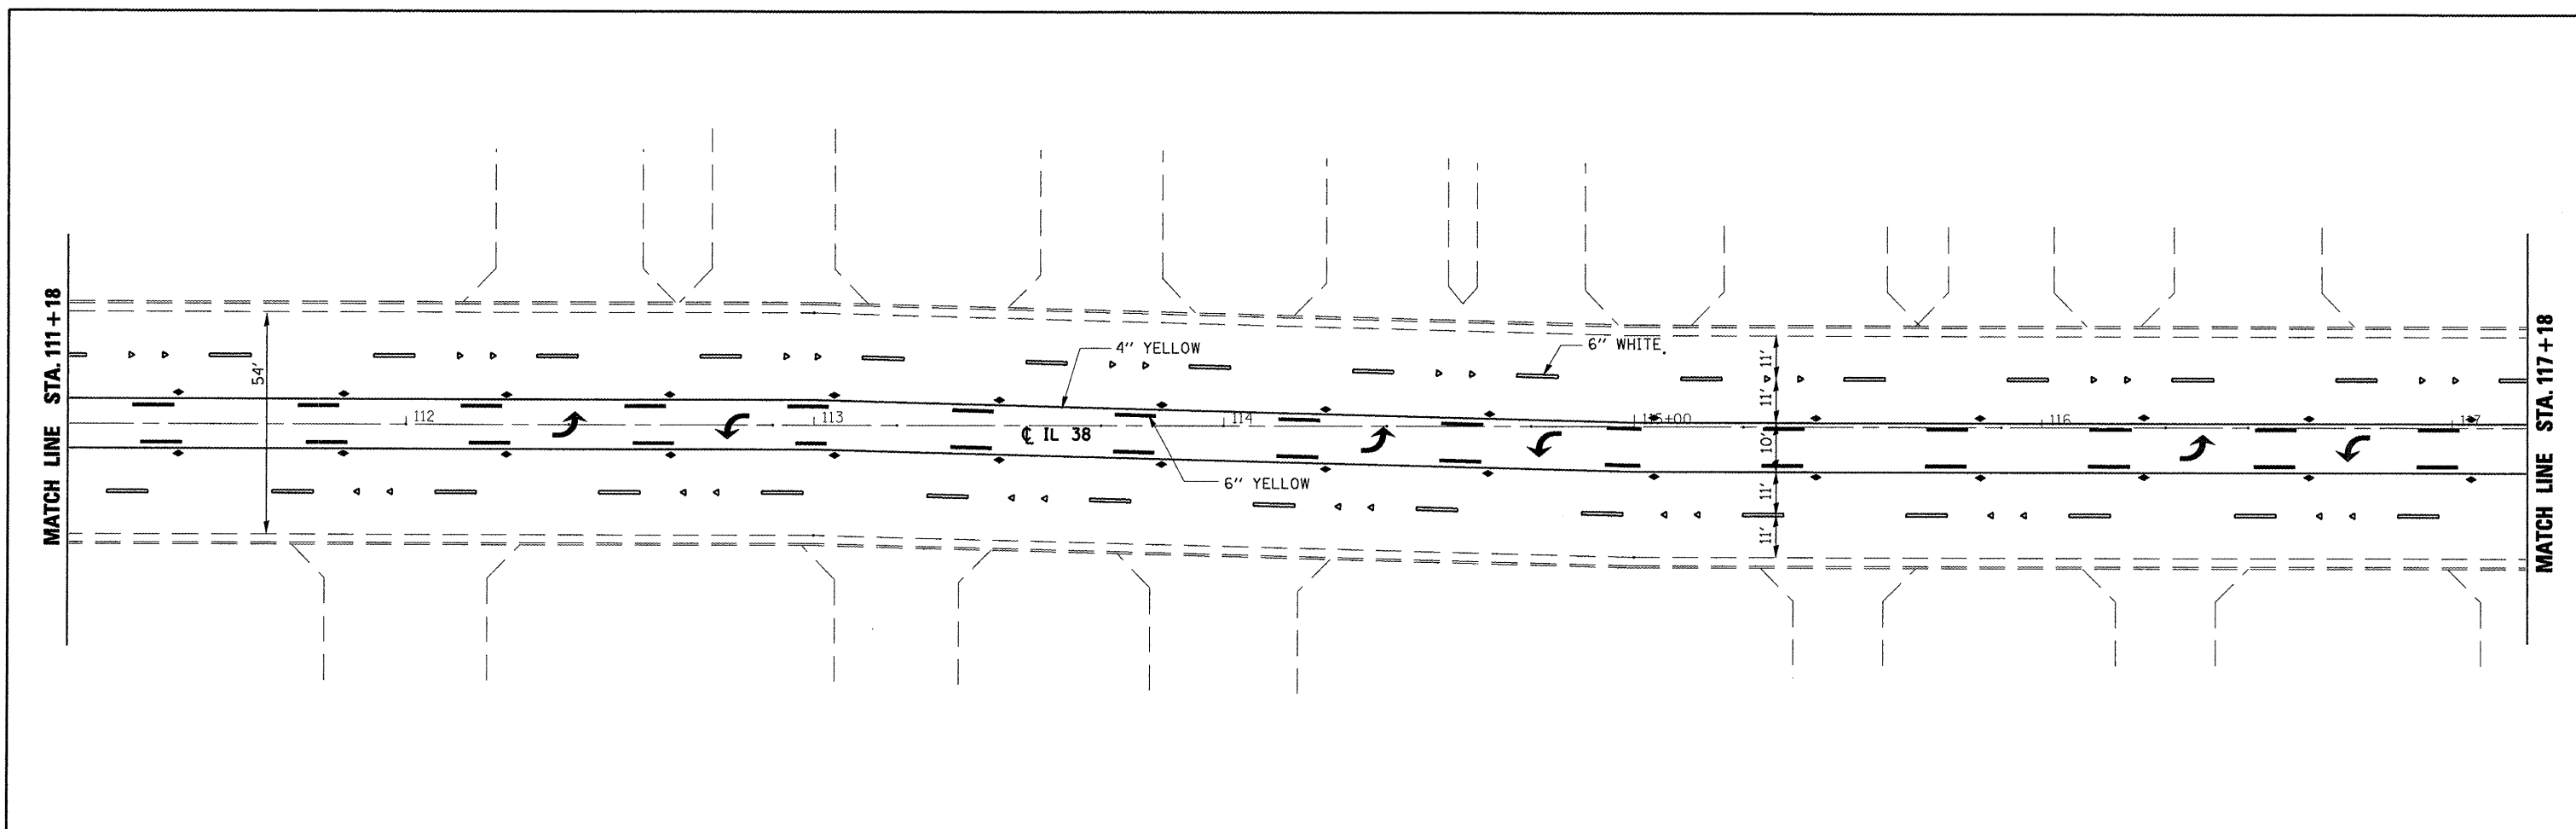 MATCH LINE STA. 111+18
54'
4" YELLOW
6" WHITE
112
113
114
115+00
116
117
℄ IL 38
6" YELLOW
11'
11'
10'
11'
11'
MATCH LINE STA. 117+18